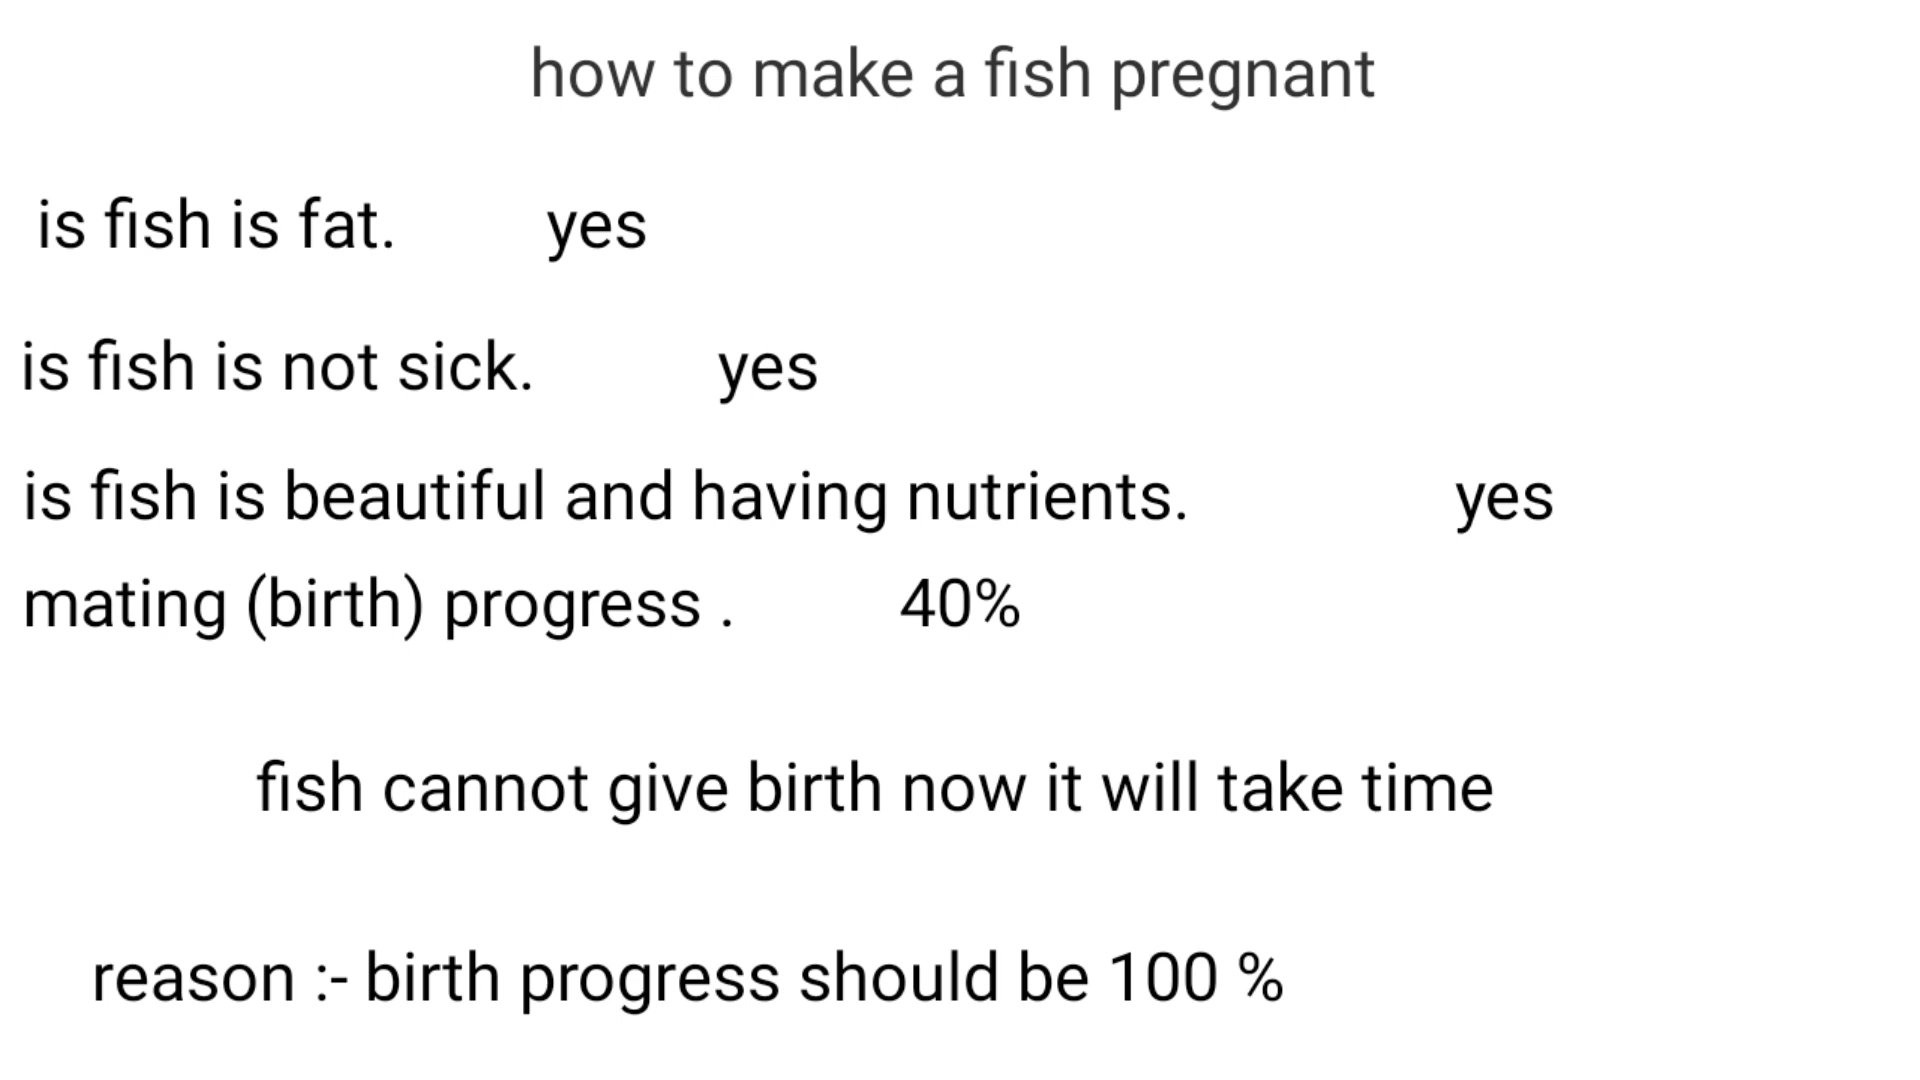 how to make a fish pregnant
is fish is fat. yes
is fish is not sick. yes
is fish is beautiful and having nutrients. yes
mating (birth) progress . 40%
fish cannot give birth now it will take time
reason :- birth progress should be 100 %